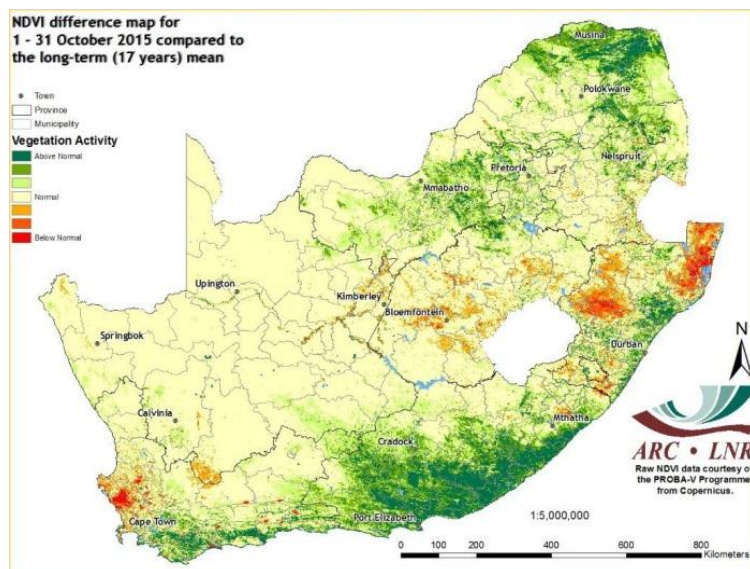 NDVI difference map for
1 - 31 October 2015 compared to
the long-term (17 years) mean
Town
Province
Municipality
Vegetation Activity
Above Normal
Normal
Below Normal
Musina
Polokwane
Nelspruit
Pretoria
Mmabatho
Upington
Kimberley
Bloemfontein
Springbok
Durban
Calvinia
Mthatha
Cradock
Cape Town
Port Elizabeth
N
ARC • LNR
Raw NDVI data courtesy of
the PROBA-V Programme
from Copernicus.
1:5,000,000
0 100 200 400 600 800
Kilometers